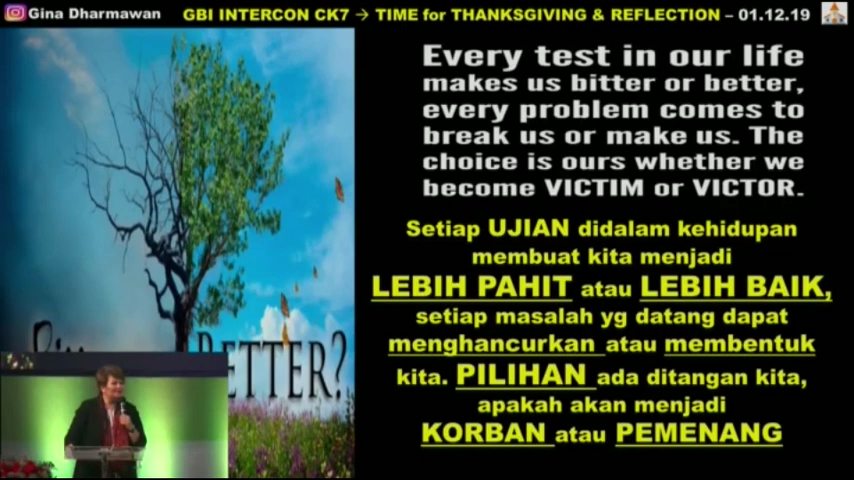 Gina Dharmawan GBI INTERCON CK7 → TIME for THANKSGIVING & REFLECTION – 01.12.19
Every test in our life
makes us bitter or better,
every problem comes to
break us or make us. The
choice is ours whether we
become VICTIM or VICTOR.
Setiap UJIAN didalam kehidupan
membuat kita menjadi
LEBIH PAHIT atau LEBIH BAIK,
setiap masalah yg datang dapat
menghancurkan atau membentuk
kita. PILIHAN ada ditangan kita,
apakah akan menjadi
KORBAN atau PEMENANG
BETTER?